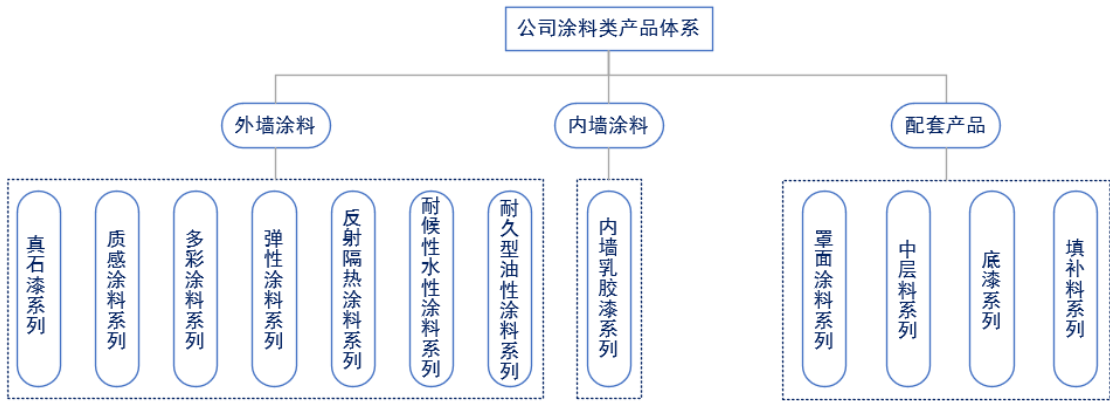 公司涂料类产品体系
外墙涂料
内墙涂料
配套产品
真石漆系列
质感涂料系列
多彩涂料系列
弹性涂料系列
反射隔热涂料系列
耐候性水性涂料系列
耐久型油性涂料系列
内墙乳胶漆系列
罩面涂料系列
中层料系列
底漆系列
填补料系列